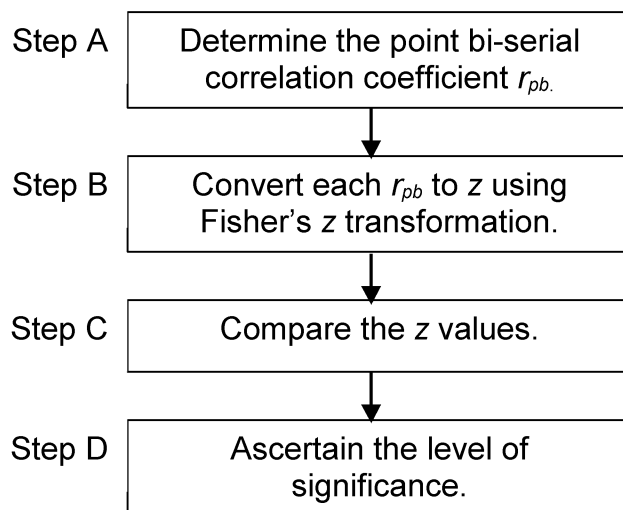 Step A
Determine the point bi-serial
correlation coefficient rpb.
Step B
Convert each rpb to z using
Fisher's z transformation.
Step C
Compare the z values.
Step D
Ascertain the level of
significance.